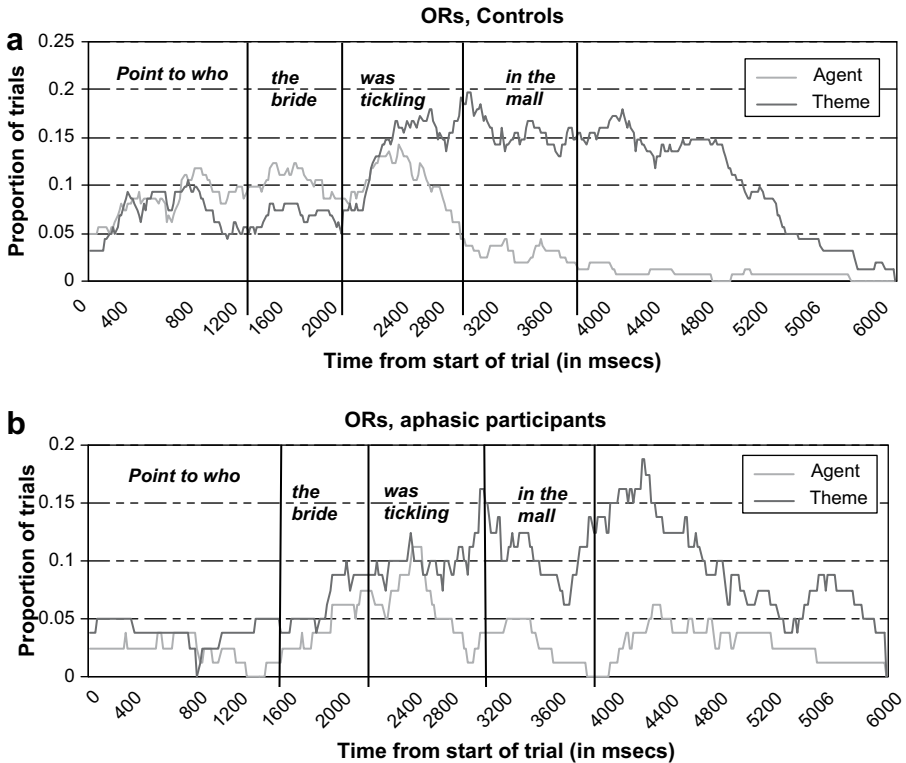 a
ORs, Controls
Proportion of trials
0.25
0.2
0.15
0.1
0.05
0
Point to who
the
bride
was
tickling
in the
mall
Agent
Theme
0 400 800 1200 1600 2000 2400 2800 3200 3600 4000 4400 4800 5200 5006 6000
Time from start of trial (in msecs)
b
ORs, aphasic participants
Proportion of trials
0.2
0.15
0.1
0.05
0
Point to who
the
bride
was
tickling
in the
mall
Agent
Theme
0 400 800 1200 1600 2000 2400 2800 3200 3600 4000 4400 4800 5200 5006 6000
Time from start of trial (in msecs)